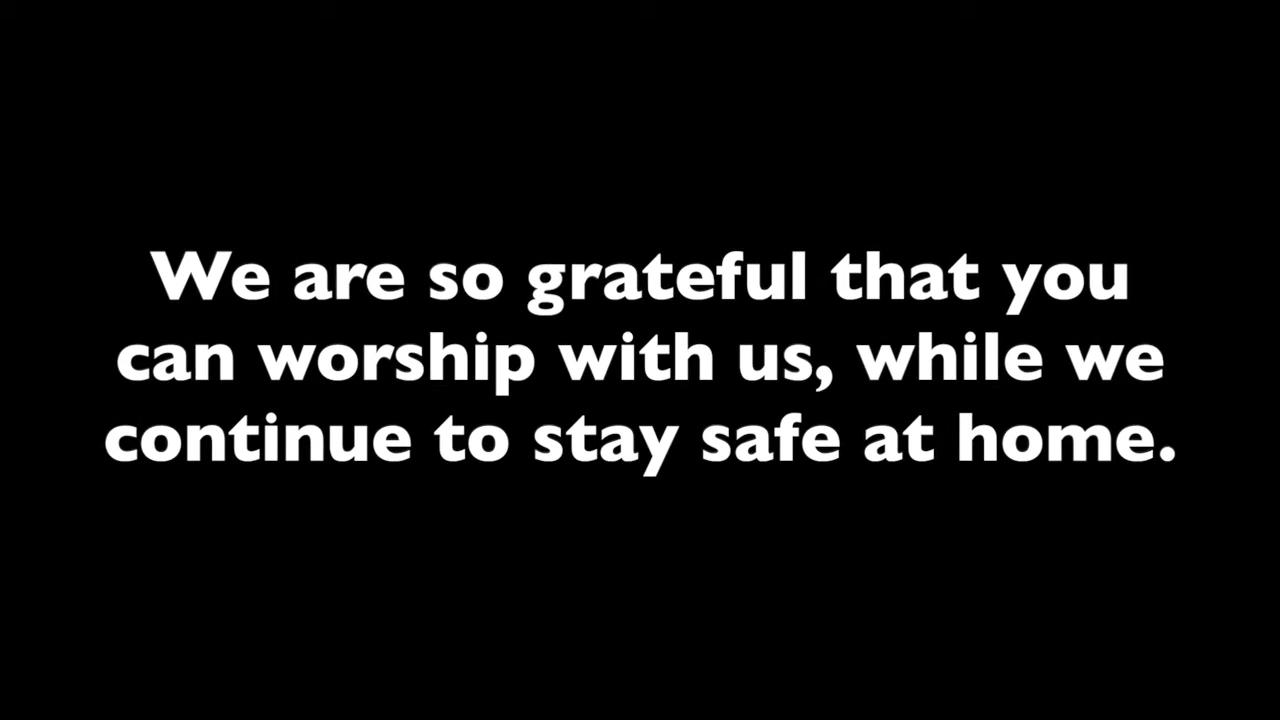 We are so grateful that you
can worship with us, while we
continue to stay safe at home.